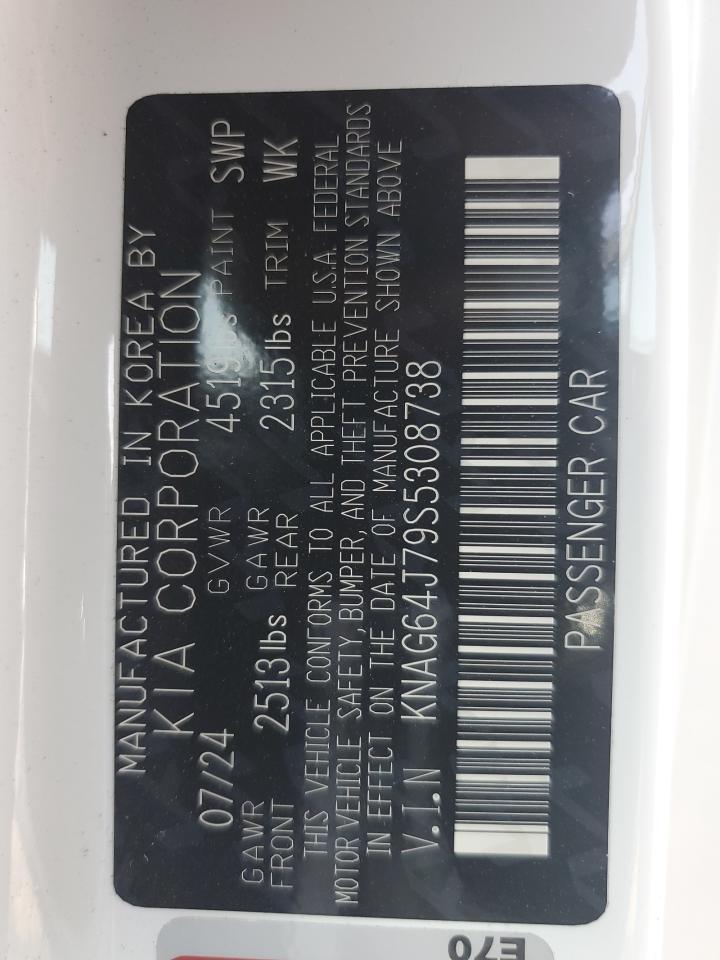 MANUFACTURED IN KOREA BY
KIA CORPORATION
07/24 GVWR 4519lbs PAINT SWP
GAWR FRONT 2513lbs GAWR REAR 2315lbs TRIM WK
THIS VEHICLE CONFORMS TO ALL APPLICABLE U.S.A. FEDERAL
MOTOR VEHICLE SAFETY, BUMPER, AND THEFT PREVENTION STANDARDS
IN EFFECT ON THE DATE OF MANUFACTURE SHOWN ABOVE
V.I.N KNAG64J79S5308738
PASSENGER CAR
E70